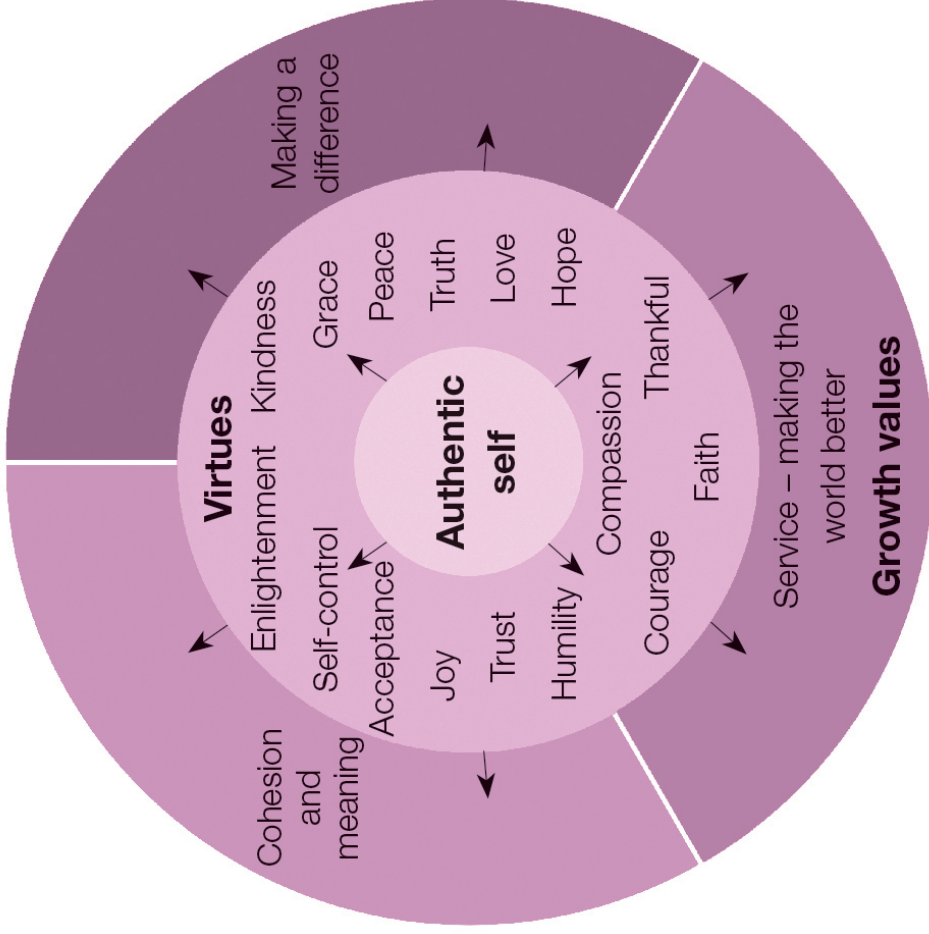 Virtues
Enlightenment Kindness
Cohesion
and
meaning
Making a
difference
Self-control Grace
Acceptance Peace
Authentic
self
Joy Truth
Trust Love
Humility Hope
Compassion
Courage Thankful
Faith
Service – making the
world better
Growth values